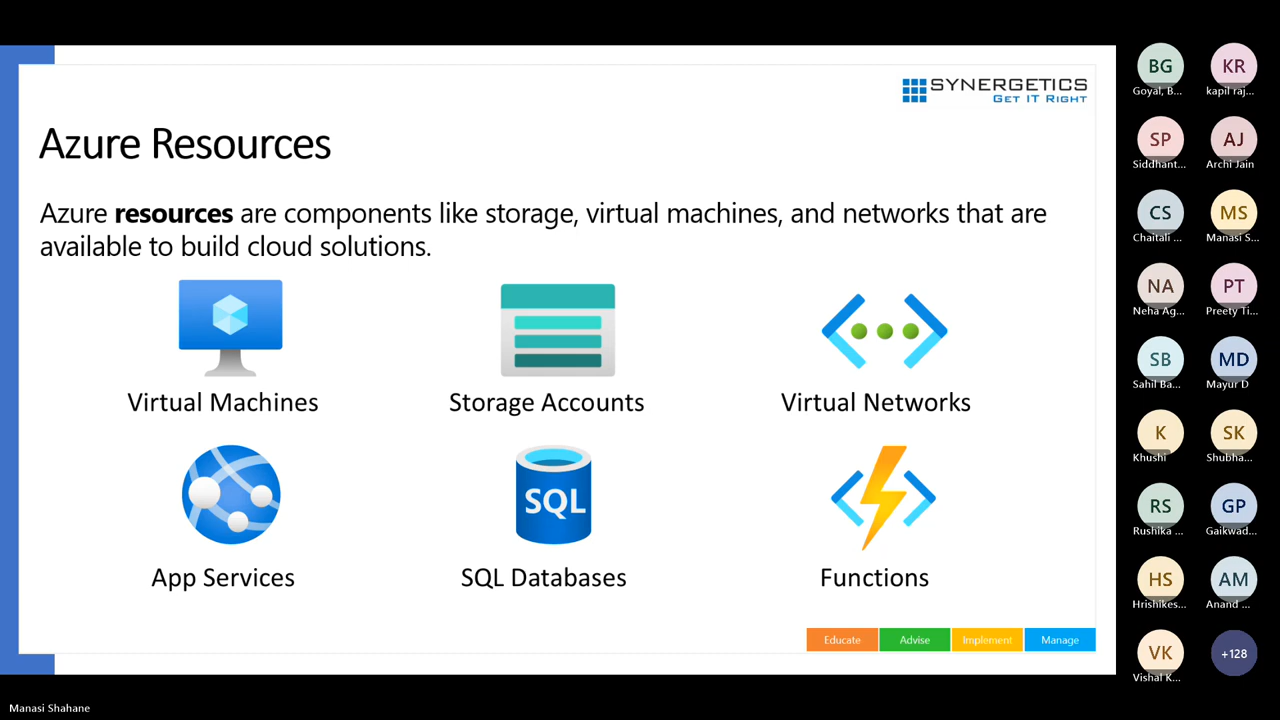 SYNERGETICS
GET IT RIGHT
Azure Resources
Azure resources are components like storage, virtual machines, and networks that are
available to build cloud solutions.
Virtual Machines
Storage Accounts
Virtual Networks
App Services
SQL
SQL Databases
Functions
Educate
Advise
Implement
Manage
BG
Goyal, B...
KR
kapil raj...
SP
Siddhant...
AJ
Archi Jain
CS
Chaitali ...
MS
Manasi S...
NA
Neha Ag...
PT
Preety Ti...
SB
Sahil Ba...
MD
Mayur D
K
Khushi
SK
Shubha...
RS
Rushika ...
GP
Gaikwad...
HS
Hrishikes...
AM
Anand ...
VK
Vishal K...
+128
Manasi Shahane